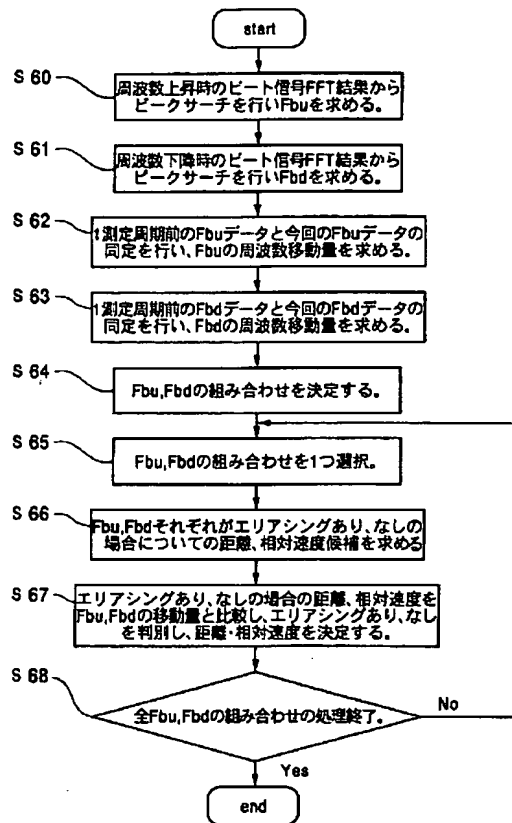 start
S 60
周波数上昇時のビート信号FFT結果から
ピークサーチを行いFbuを求める。
S 61
周波数下降時のビート信号FFT結果から
ピークサーチを行いFbdを求める。
S 62
1測定周期前のFbuデータと今回のFbuデータの
同定を行い、Fbuの周波数移動量を求める。
S 63
1測定周期前のFbdデータと今回のFbdデータの
同定を行い、Fbdの周波数移動量を求める。
S 64
Fbu,Fbdの組み合わせを決定する。
S 65
Fbu,Fbdの組み合わせを1つ選択。
S 66
Fbu,Fbdそれぞれがエリアシングあり、なしの
場合についての距離、相対速度候補を求める
S 67
エリアシングあり、なしの場合の距離、相対速度を
Fbu,Fbdの移動量と比較し、エリアシングあり、なし
を判別し、距離・相対速度を決定する。
S 68
全Fbu,Fbdの組み合わせの処理終了。
No
Yes
end